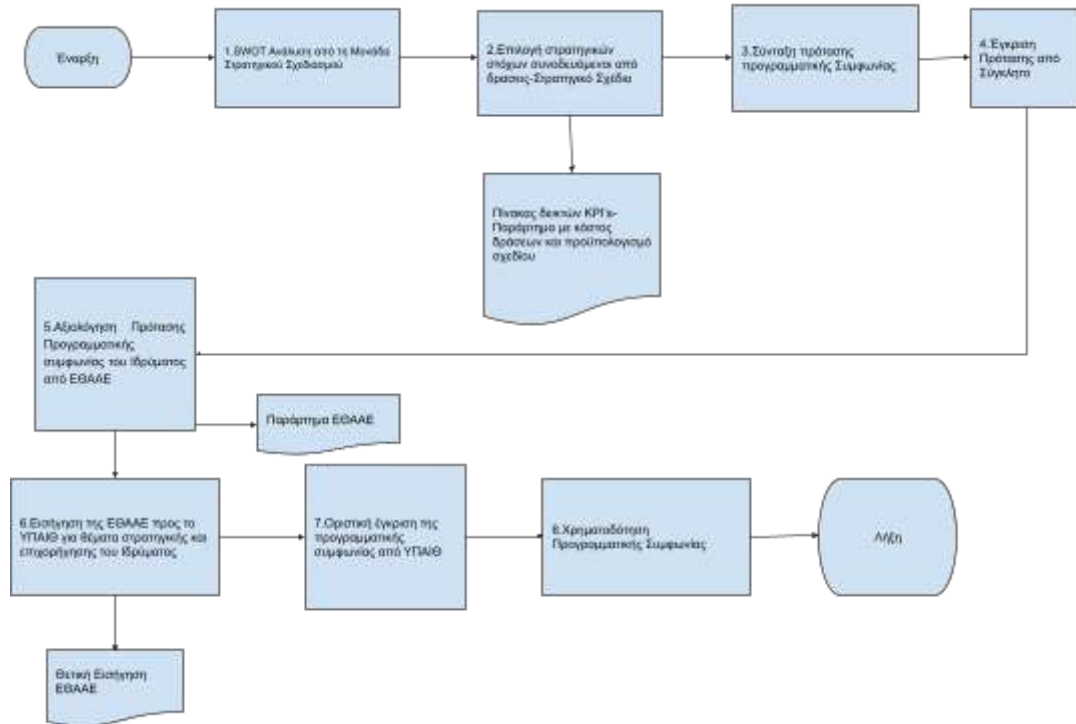 Έναρξη
1.SWOT Ανάλυση από τη Μονάδα
Στρατηγικού Σχεδιασμού
2.Επιλογή στρατηγικών
στόχων συνοδευόμενοι από
δρασεις-Στρατηγικό Σχέδιο
3.Σύνταξη πρότασης
προγραμματικής Συμφωνίας
4.Έγκριση
Πρότασης από
Σύγκλητο
Πίνακας δεικτών KPI's-
Παράρτημα με κόστος
δράσεων και προϋπολογισμό
σχεδίου
5.Αξιολόγηση Πρότασης
Προγραμματικής
συμφωνίας του Ιδρύματος
από ΕΘΑΑΕ
Παράρτημα ΕΘΑΑΕ
6.Εισήγηση της ΕΘΑΑΕ προς το
ΥΠΑΙΘ για θέματα στρατηγικής και
επιχορήγησης του Ιδρύματος
7.Οριστική έγκριση της
προγραμματικής
συμφωνίας από ΥΠΑΙΘ
8.Χρηματοδότηση
Προγραμματικής Συμφωνίας
Λήξη
Θετική Εισήγηση
ΕΘΑΑΕ